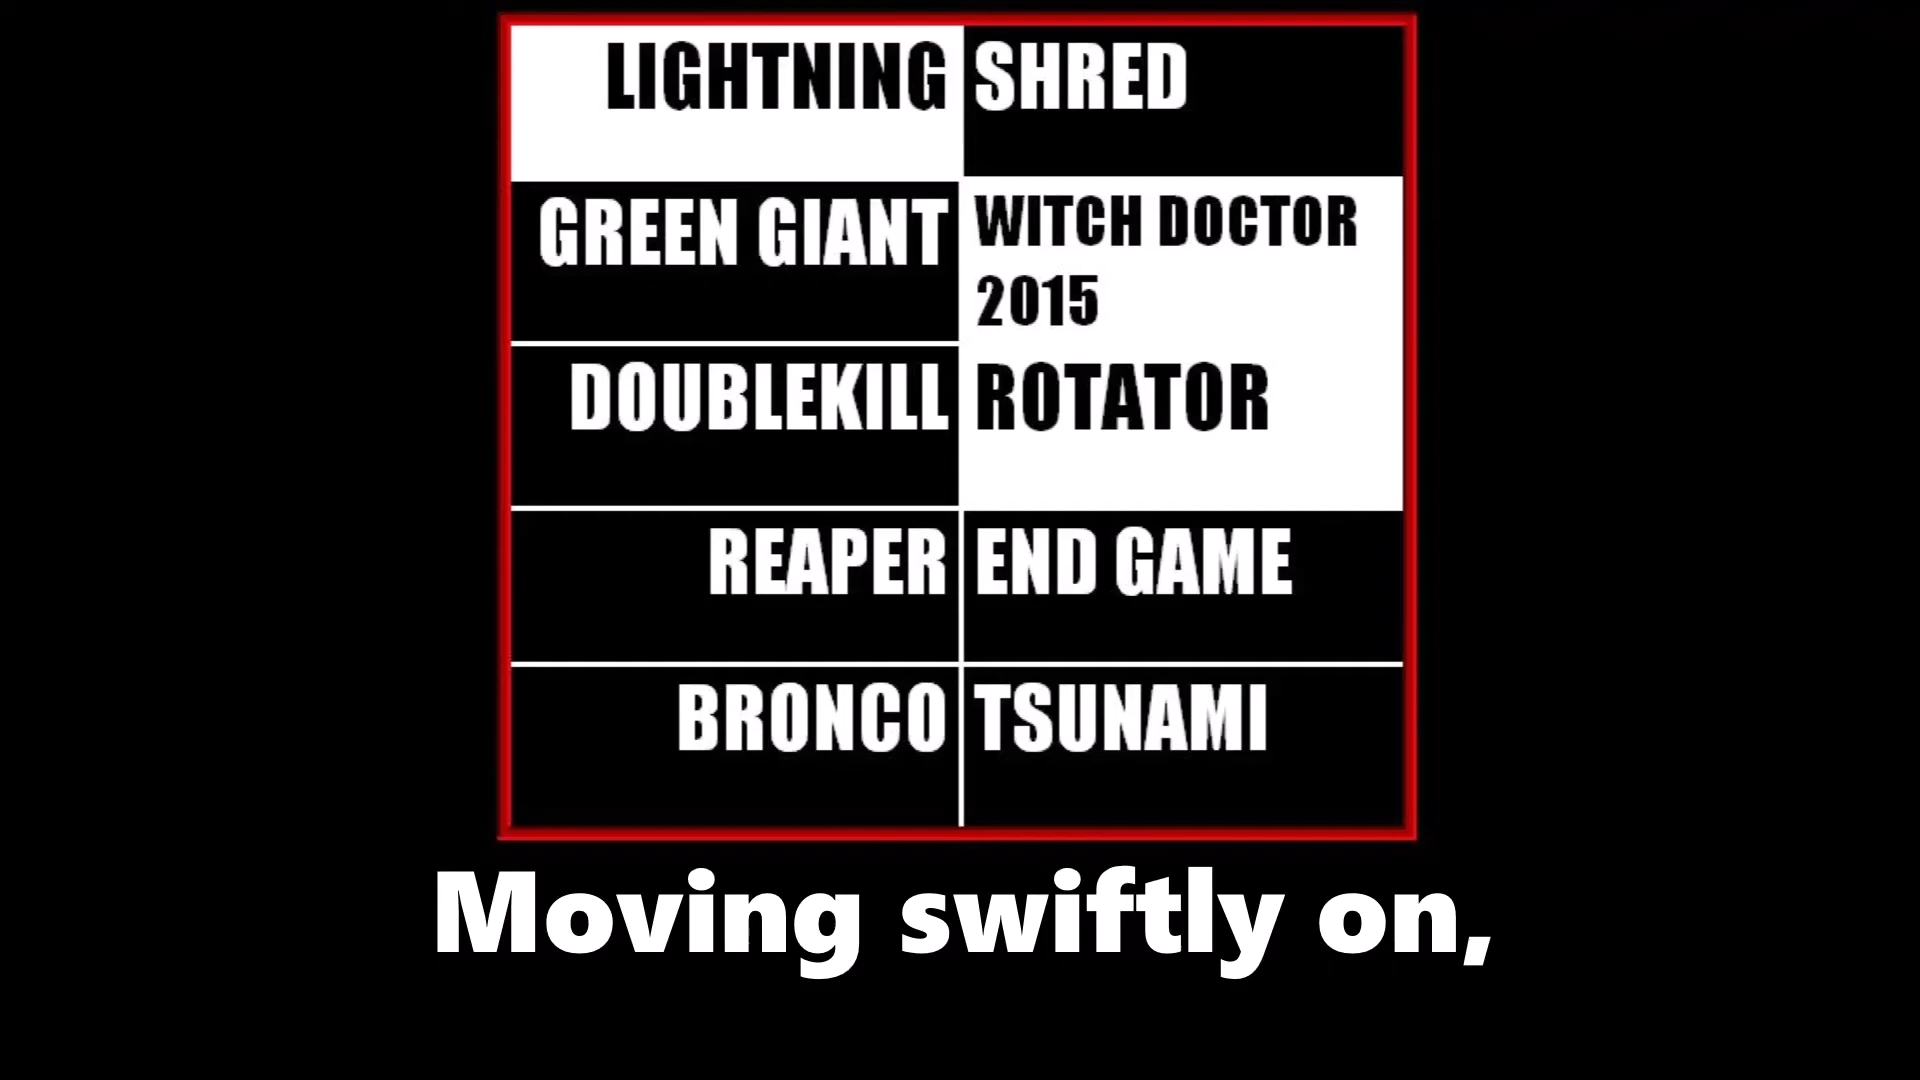 LIGHTNING SHRED
GREEN GIANT WITCH DOCTOR
2015
DOUBLEKILL ROTATOR
REAPER END GAME
BRONCO TSUNAMI
Moving swiftly on,